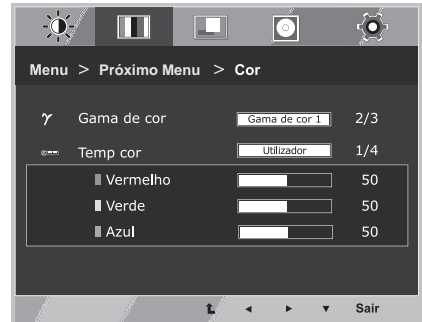 Menu > Próximo Menu > Cor
γ Gama de cor Gama de cor 1 2/3
Temp cor Utilizador 1/4
Vermelho 50
Verde 50
Azul 50
Sair